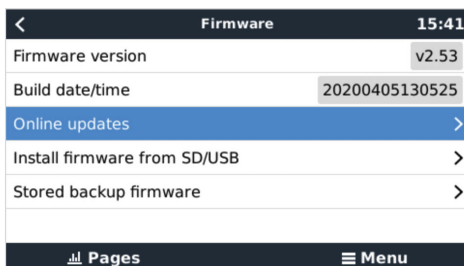 Firmware 15:41
Firmware version v2.53
Build date/time 20200405130525
Online updates
Install firmware from SD/USB
Stored backup firmware
Pages Menu